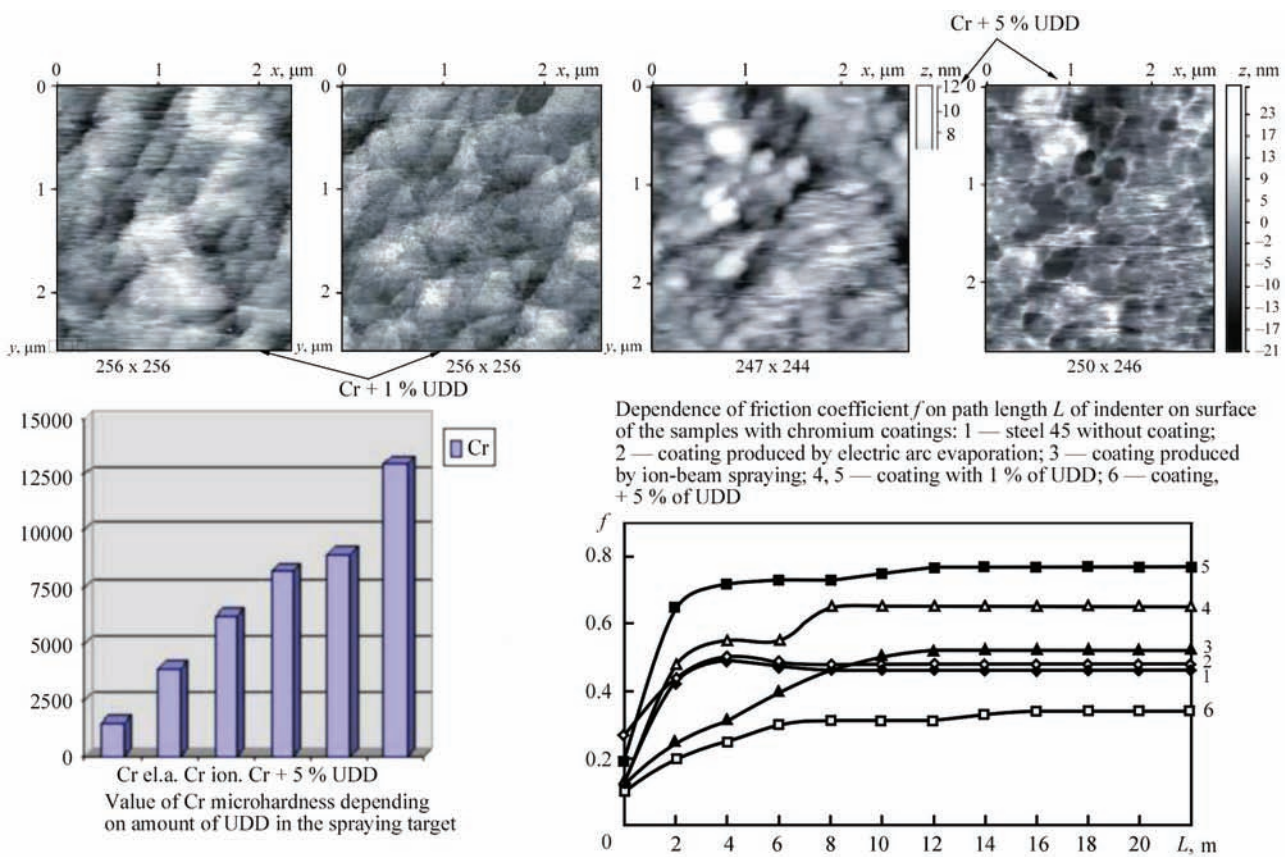 Cr + 5 % UDD
0 1 2 x, µm
0 1 2 x, µm
0 1 2 x, µm z, nm
0 1 2 x, µm z, nm
0
1
2
y, µm
0
1
2
y, µm
0
1
2
y, µm
12
10
8
0
1
2
23
18
13
9
5
0
−2
−5
−10
−13
−17
−21
256 x 256
256 x 256
247 x 244
250 x 246
Cr + 1 % UDD
15000
12500
10000
7500
5000
2500
0
Cr
Cr el.a. Cr ion. Cr + 5 % UDD
Value of Cr microhardness depending
on amount of UDD in the spraying target
Dependence of friction coefficient f on path length L of indenter on surface
of the samples with chromium coatings: 1 — steel 45 without coating;
2 — coating produced by electric arc evaporation; 3 — coating produced
by ion-beam spraying; 4, 5 — coating with 1 % of UDD; 6 — coating,
+ 5 % of UDD
f
0.8
0.6
0.4
0.2
0
5
4
3
2
1
6
2 4 6 8 10 12 14 16 18 20 L, m